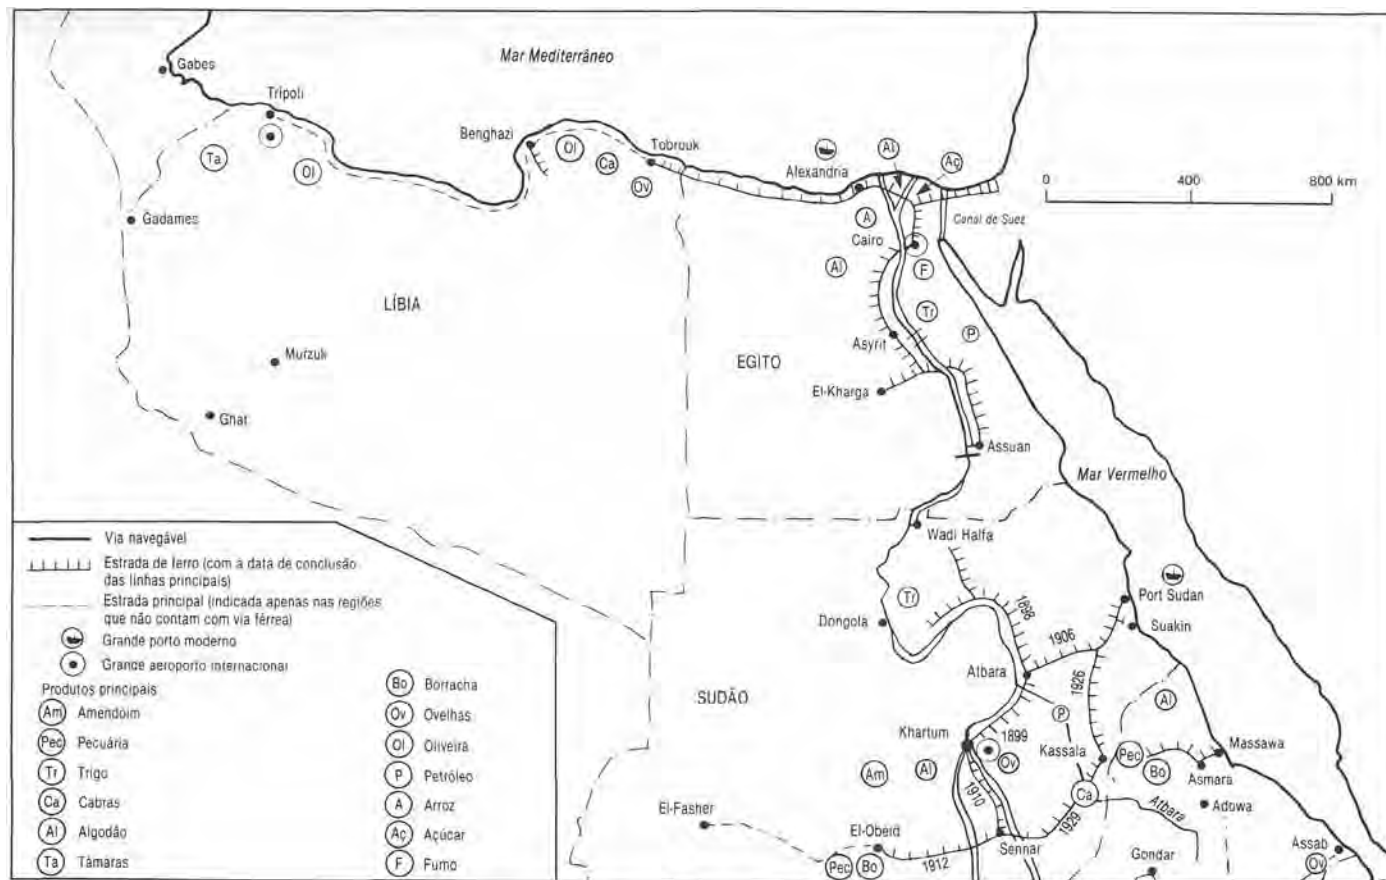 Mar Mediterrâneo
Gabes
Trípoli
Benghazi
Ol
Ca
Tobrouk
Ov
Ta
Ol
Alexandria
Al
Aç
0 400 800 km
Canal de Suez
Gadames
A
Cairo
Al
F
LÍBIA
Tr
P
Murzuk
EGITO
Asyrit
El-Kharga
Ghat
Assuan
Mar Vermelho
Wadi Halfa
Tr
Dongola
1898
Port Sudan
Suakin
1906
Atbara
1926
Al
SUDÃO
P
Khartum
1899
Kassala
Massawa
Pec
Bo
Asmara
Am
Al
Ov
Ca
Adowa
1910
Atbara
El-Fasher
El-Obeid
1929
Sennar
Assab
1912
Gondar
Pec
Bo
Ov
Via navegável
Estrada de ferro (com a data de conclusão
das linhas principais)
Estrada principal (indicada apenas nas regiões
que não contam com via férrea)
Grande porto moderno
Grande aeroporto internacional
Produtos principais
Am Amendoim
Pec Pecuária
Tr Trigo
Ca Cabras
Al Algodão
Ta Tâmaras
Bo Borracha
Ov Ovelhas
Ol Oliveira
P Petróleo
A Arroz
Aç Açúcar
F Fumo